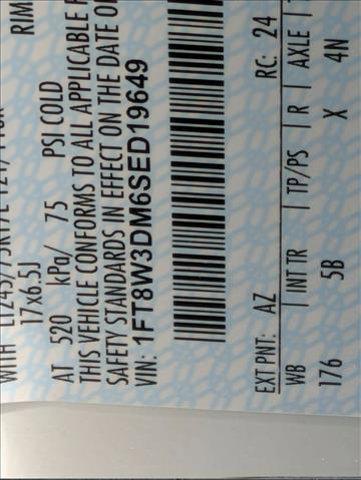 WITH
RIM
17x6.5J
AT 520 kPa/ 75 PSI COLD
THIS VEHICLE CONFORMS TO ALL APPLICABLE
SAFETY STANDARDS IN EFFECT ON THE DATE O
VIN: 1FT8W3DM6SED19649
EXT PNT: AZ RC: 24
WB | INT TR | TP/PS | R | AXLE |
176 5B X 4N